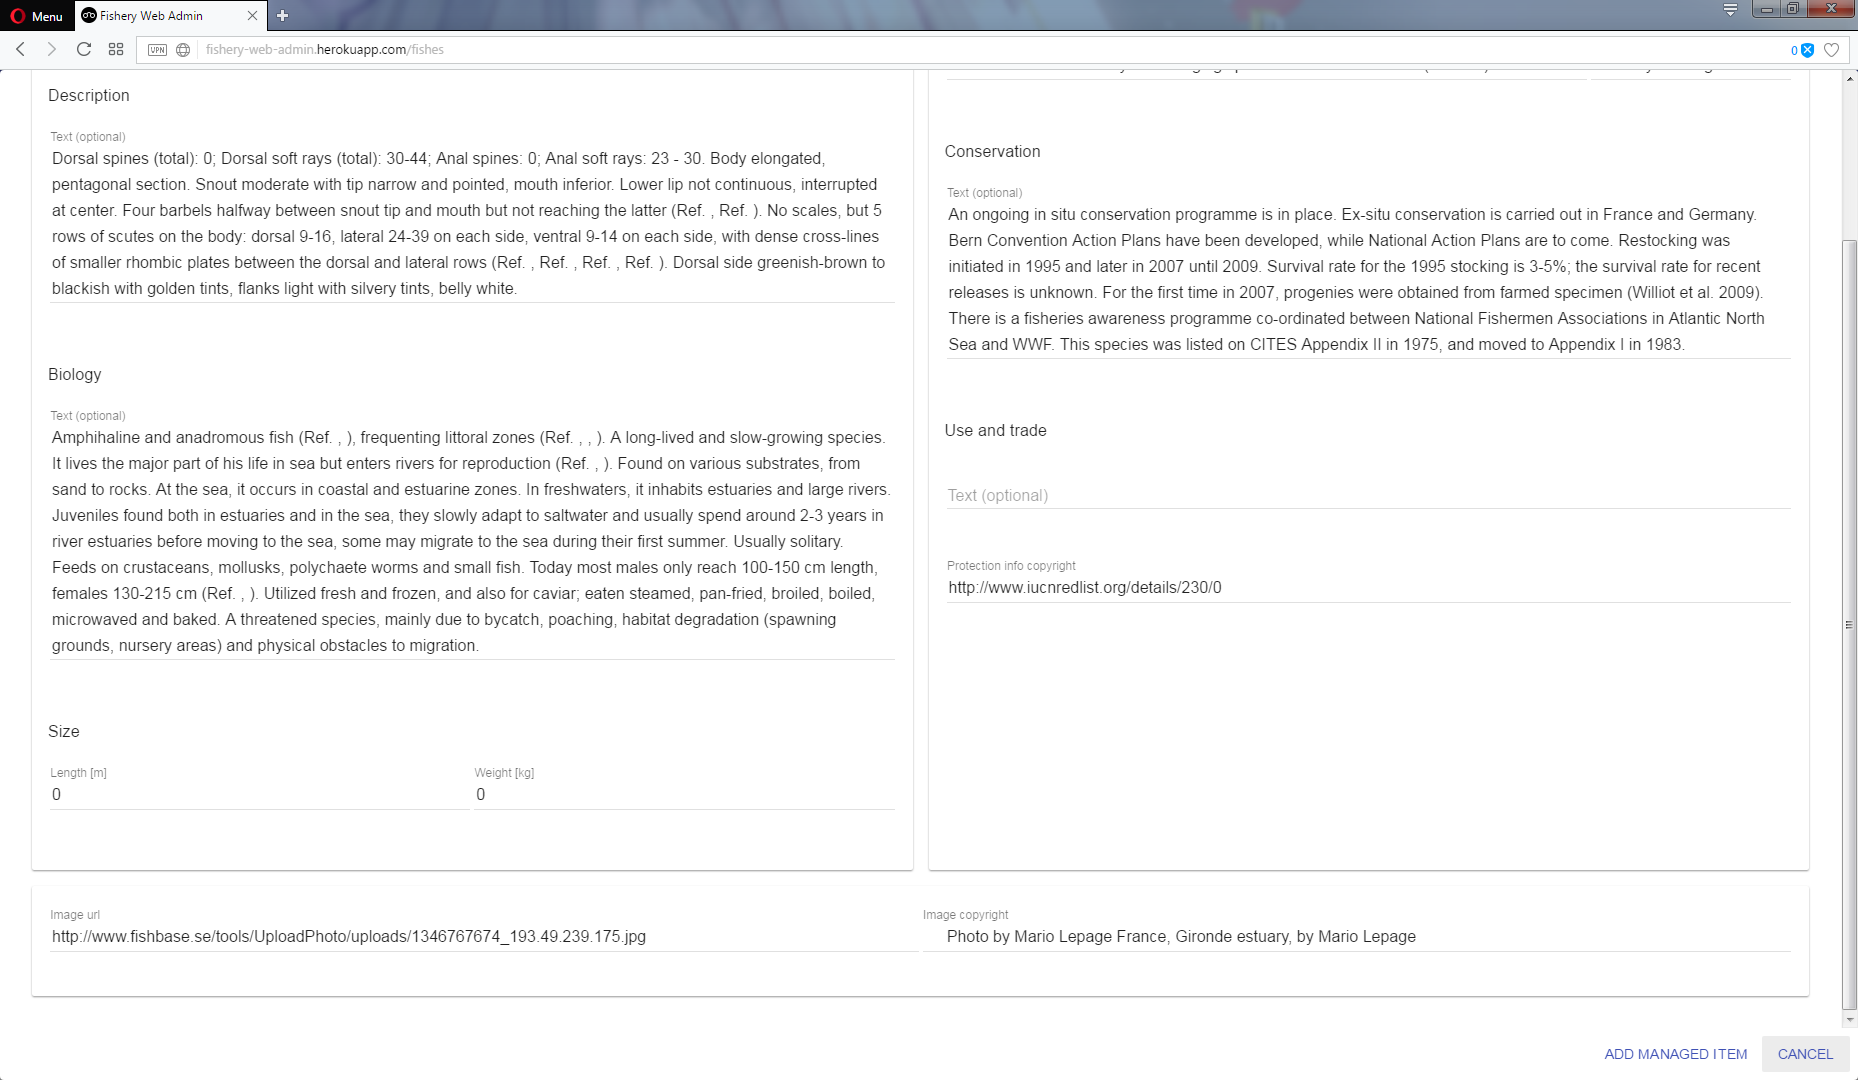 Menu
Fishery Web Admin
VPN
fishery-web-admin.herokuapp.com/fishes
0
Description
Text (optional)
Dorsal spines (total): 0; Dorsal soft rays (total): 30-44; Anal spines: 0; Anal soft rays: 23 - 30. Body elongated,
pentagonal section. Snout moderate with tip narrow and pointed, mouth inferior. Lower lip not continuous, interrupted
at center. Four barbels halfway between snout tip and mouth but not reaching the latter (Ref. , Ref. ). No scales, but 5
rows of scutes on the body: dorsal 9-16, lateral 24-39 on each side, ventral 9-14 on each side, with dense cross-lines
of smaller rhombic plates between the dorsal and lateral rows (Ref. , Ref. , Ref. , Ref. ). Dorsal side greenish-brown to
blackish with golden tints, flanks light with silvery tints, belly white.
Biology
Text (optional)
Amphihaline and anadromous fish (Ref. , ), frequenting littoral zones (Ref. , , ). A long-lived and slow-growing species.
It lives the major part of his life in sea but enters rivers for reproduction (Ref. , ). Found on various substrates, from
sand to rocks. At the sea, it occurs in coastal and estuarine zones. In freshwaters, it inhabits estuaries and large rivers.
Juveniles found both in estuaries and in the sea, they slowly adapt to saltwater and usually spend around 2-3 years in
river estuaries before moving to the sea, some may migrate to the sea during their first summer. Usually solitary.
Feeds on crustaceans, mollusks, polychaete worms and small fish. Today most males only reach 100-150 cm length,
females 130-215 cm (Ref. , ). Utilized fresh and frozen, and also for caviar; eaten steamed, pan-fried, broiled, boiled,
microwaved and baked. A threatened species, mainly due to bycatch, poaching, habitat degradation (spawning
grounds, nursery areas) and physical obstacles to migration.
Size
Length [m]
0
Weight [kg]
0
Conservation
Text (optional)
An ongoing in situ conservation programme is in place. Ex-situ conservation is carried out in France and Germany.
Bern Convention Action Plans have been developed, while National Action Plans are to come. Restocking was
initiated in 1995 and later in 2007 until 2009. Survival rate for the 1995 stocking is 3-5%; the survival rate for recent
releases is unknown. For the first time in 2007, progenies were obtained from farmed specimen (Williot et al. 2009).
There is a fisheries awareness programme co-ordinated between National Fishermen Associations in Atlantic North
Sea and WWF. This species was listed on CITES Appendix II in 1975, and moved to Appendix I in 1983.
Use and trade
Text (optional)
Protection info copyright
http://www.iucnredlist.org/details/230/0
Image url
http://www.fishbase.se/tools/UploadPhoto/uploads/1346767674_193.49.239.175.jpg
Image copyright
Photo by Mario Lepage France, Gironde estuary, by Mario Lepage
ADD MANAGED ITEM
CANCEL